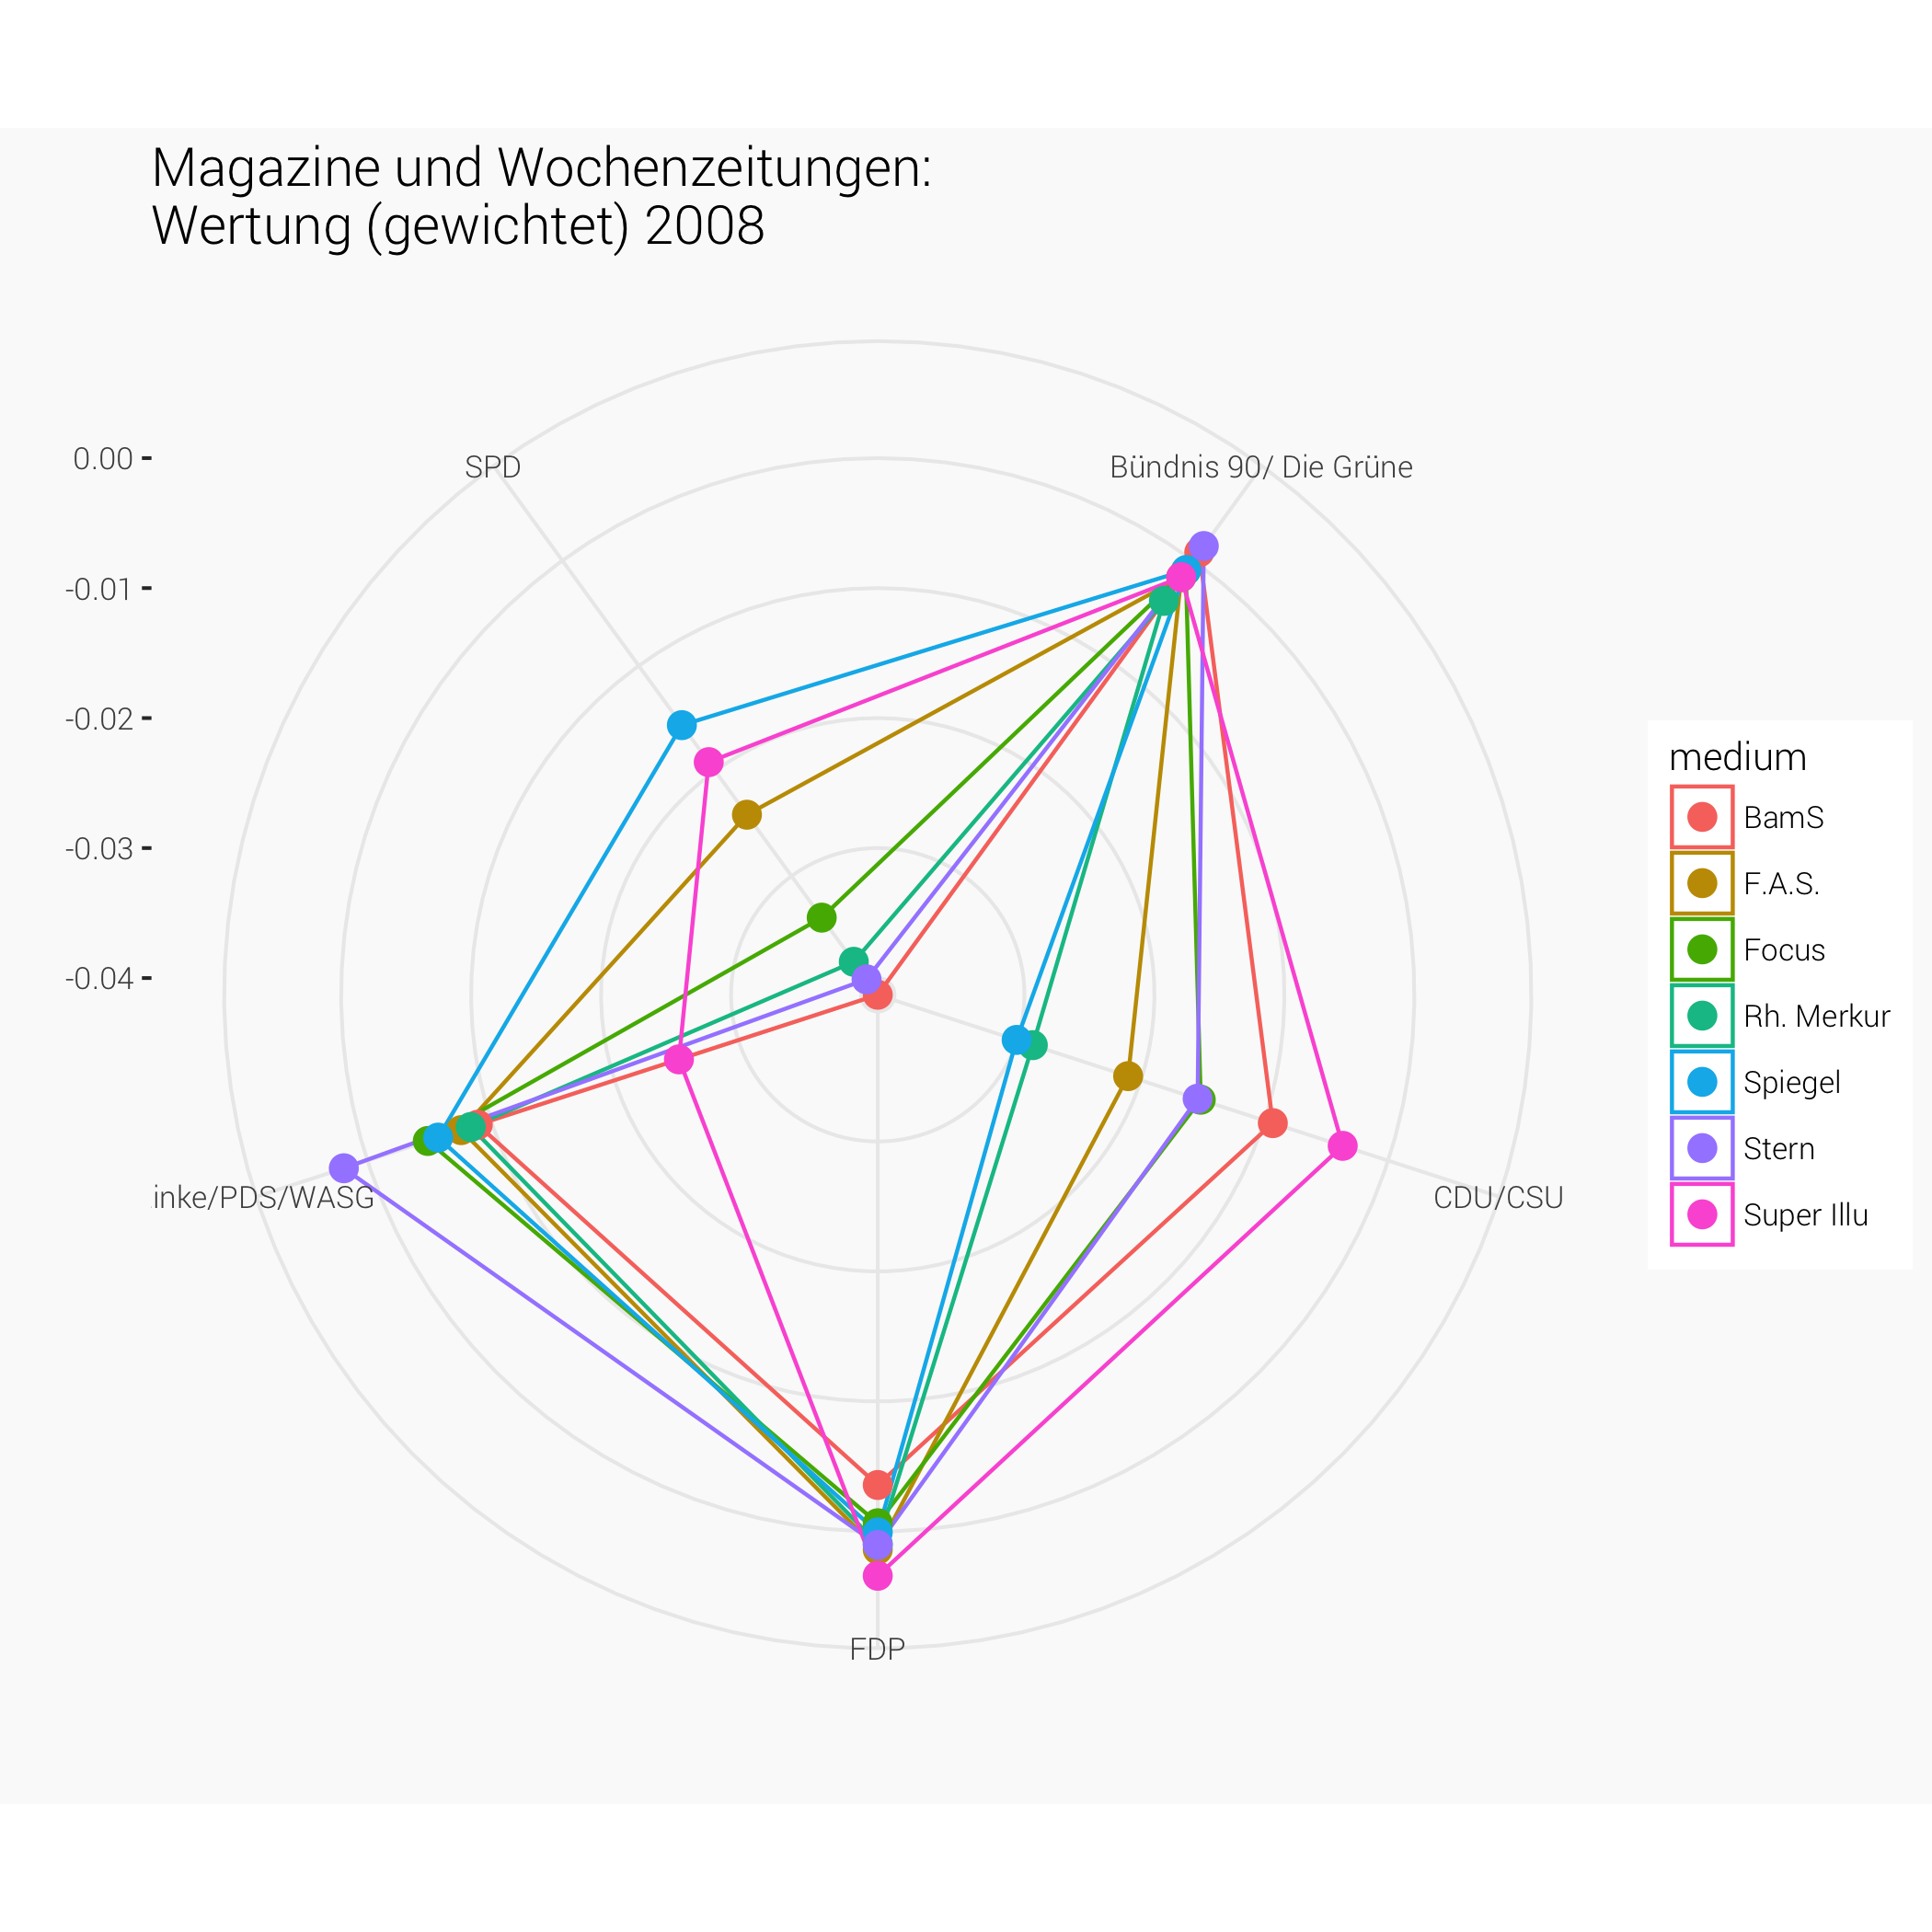 Magazine und Wochenzeitungen:
Wertung (gewichtet) 2008
0.00
SPD
Bündnis 90/ Die Grüne
-0.01
-0.02
-0.03
-0.04
inke/PDS/WASG
CDU/CSU
FDP
medium
BamS
F.A.S.
Focus
Rh. Merkur
Spiegel
Stern
Super Illu